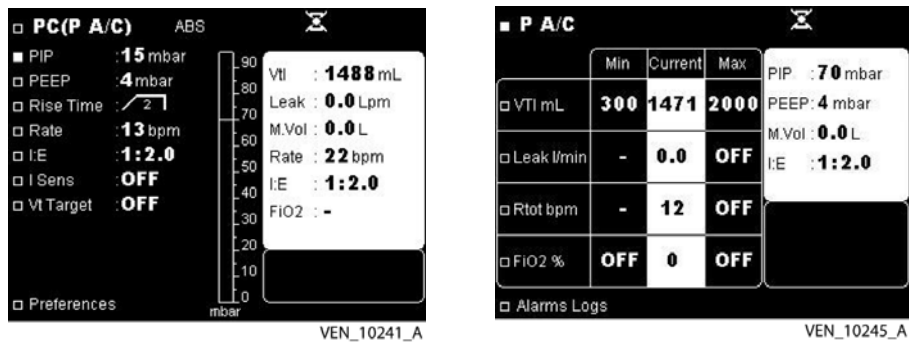 PC(P A/C) ABS
PIP :15 mbar
PEEP :4 mbar
Rise Time : 2
Rate :13 bpm
I:E :1:2.0
I Sens :OFF
Vt Target :OFF
Preferences
90
80
70
60
50
40
30
20
10
0
mbar
VtI : 1488 mL
Leak : 0.0 Lpm
M.Vol : 0.0 L
Rate : 22 bpm
I:E : 1:2.0
FiO2 : -
VEN_10241_A
P A/C
Min Current Max
VTI mL 300 1471 2000
Leak l/min - 0.0 OFF
Rtot bpm - 12 OFF
FiO2 % OFF 0 OFF
Alarms Logs
PIP :70 mbar
PEEP: 4 mbar
M.Vol : 0.0 L
I:E :1:2.0
VEN_10245_A